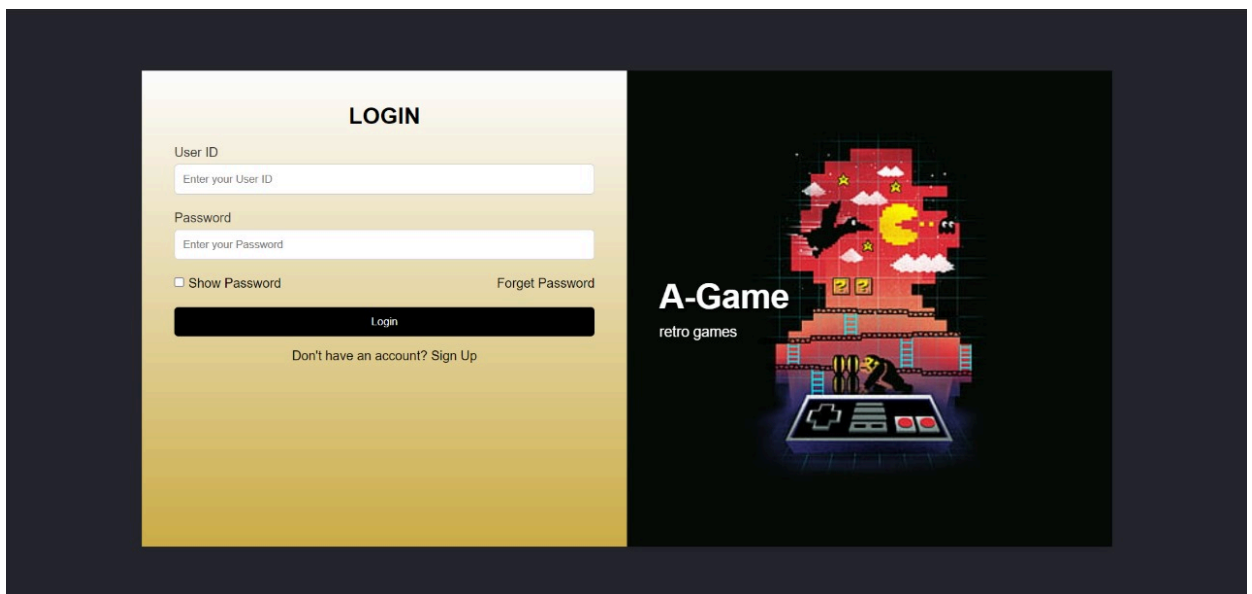 LOGIN
User ID
Enter your User ID
Password
Enter your Password
Show Password
Forget Password
Login
Don't have an account? Sign Up
A-Game
retro games
? ?